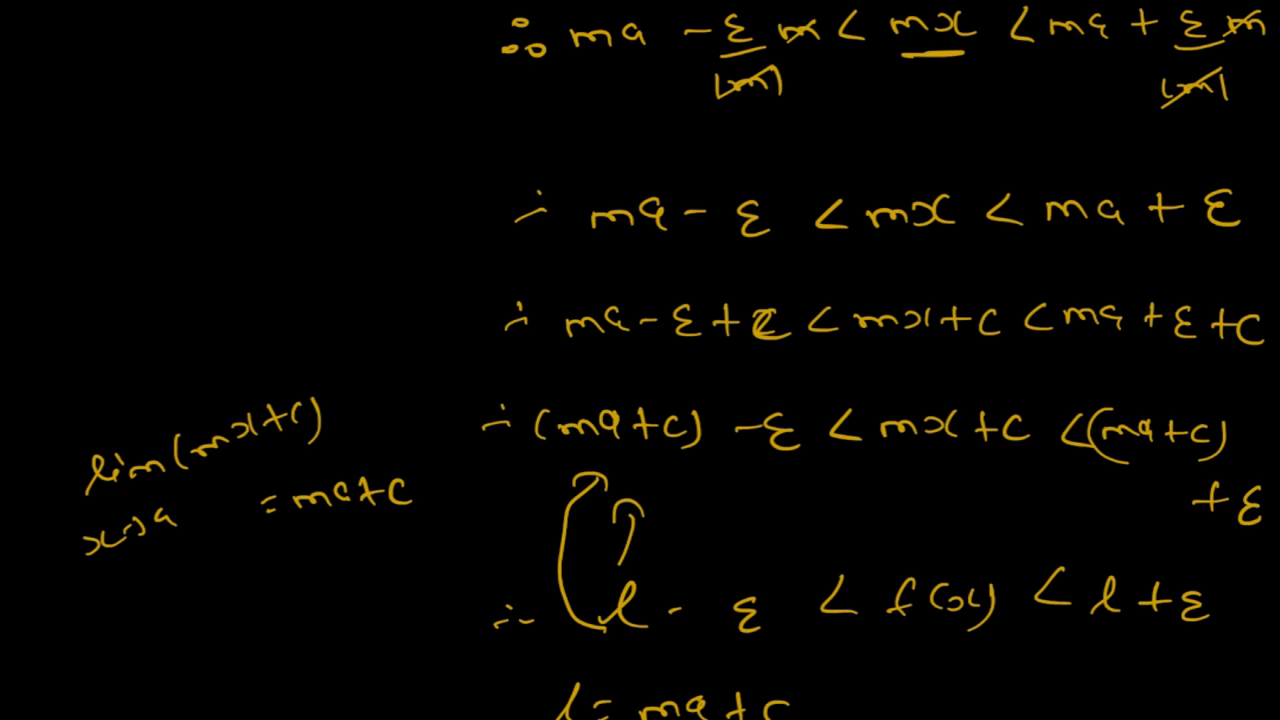 ∴ ma - ε/|m| m < mx < ma + ε/|m| m
∴ ma - ε < mx < ma + ε
∴ ma - ε + c < mx + c < ma + ε + c
∴ (ma + c) - ε < mx + c < (ma + c) + ε
lim (mx + c)
x→a = ma + c
∴ l - ε < f(x) < l + ε
l = ma + c